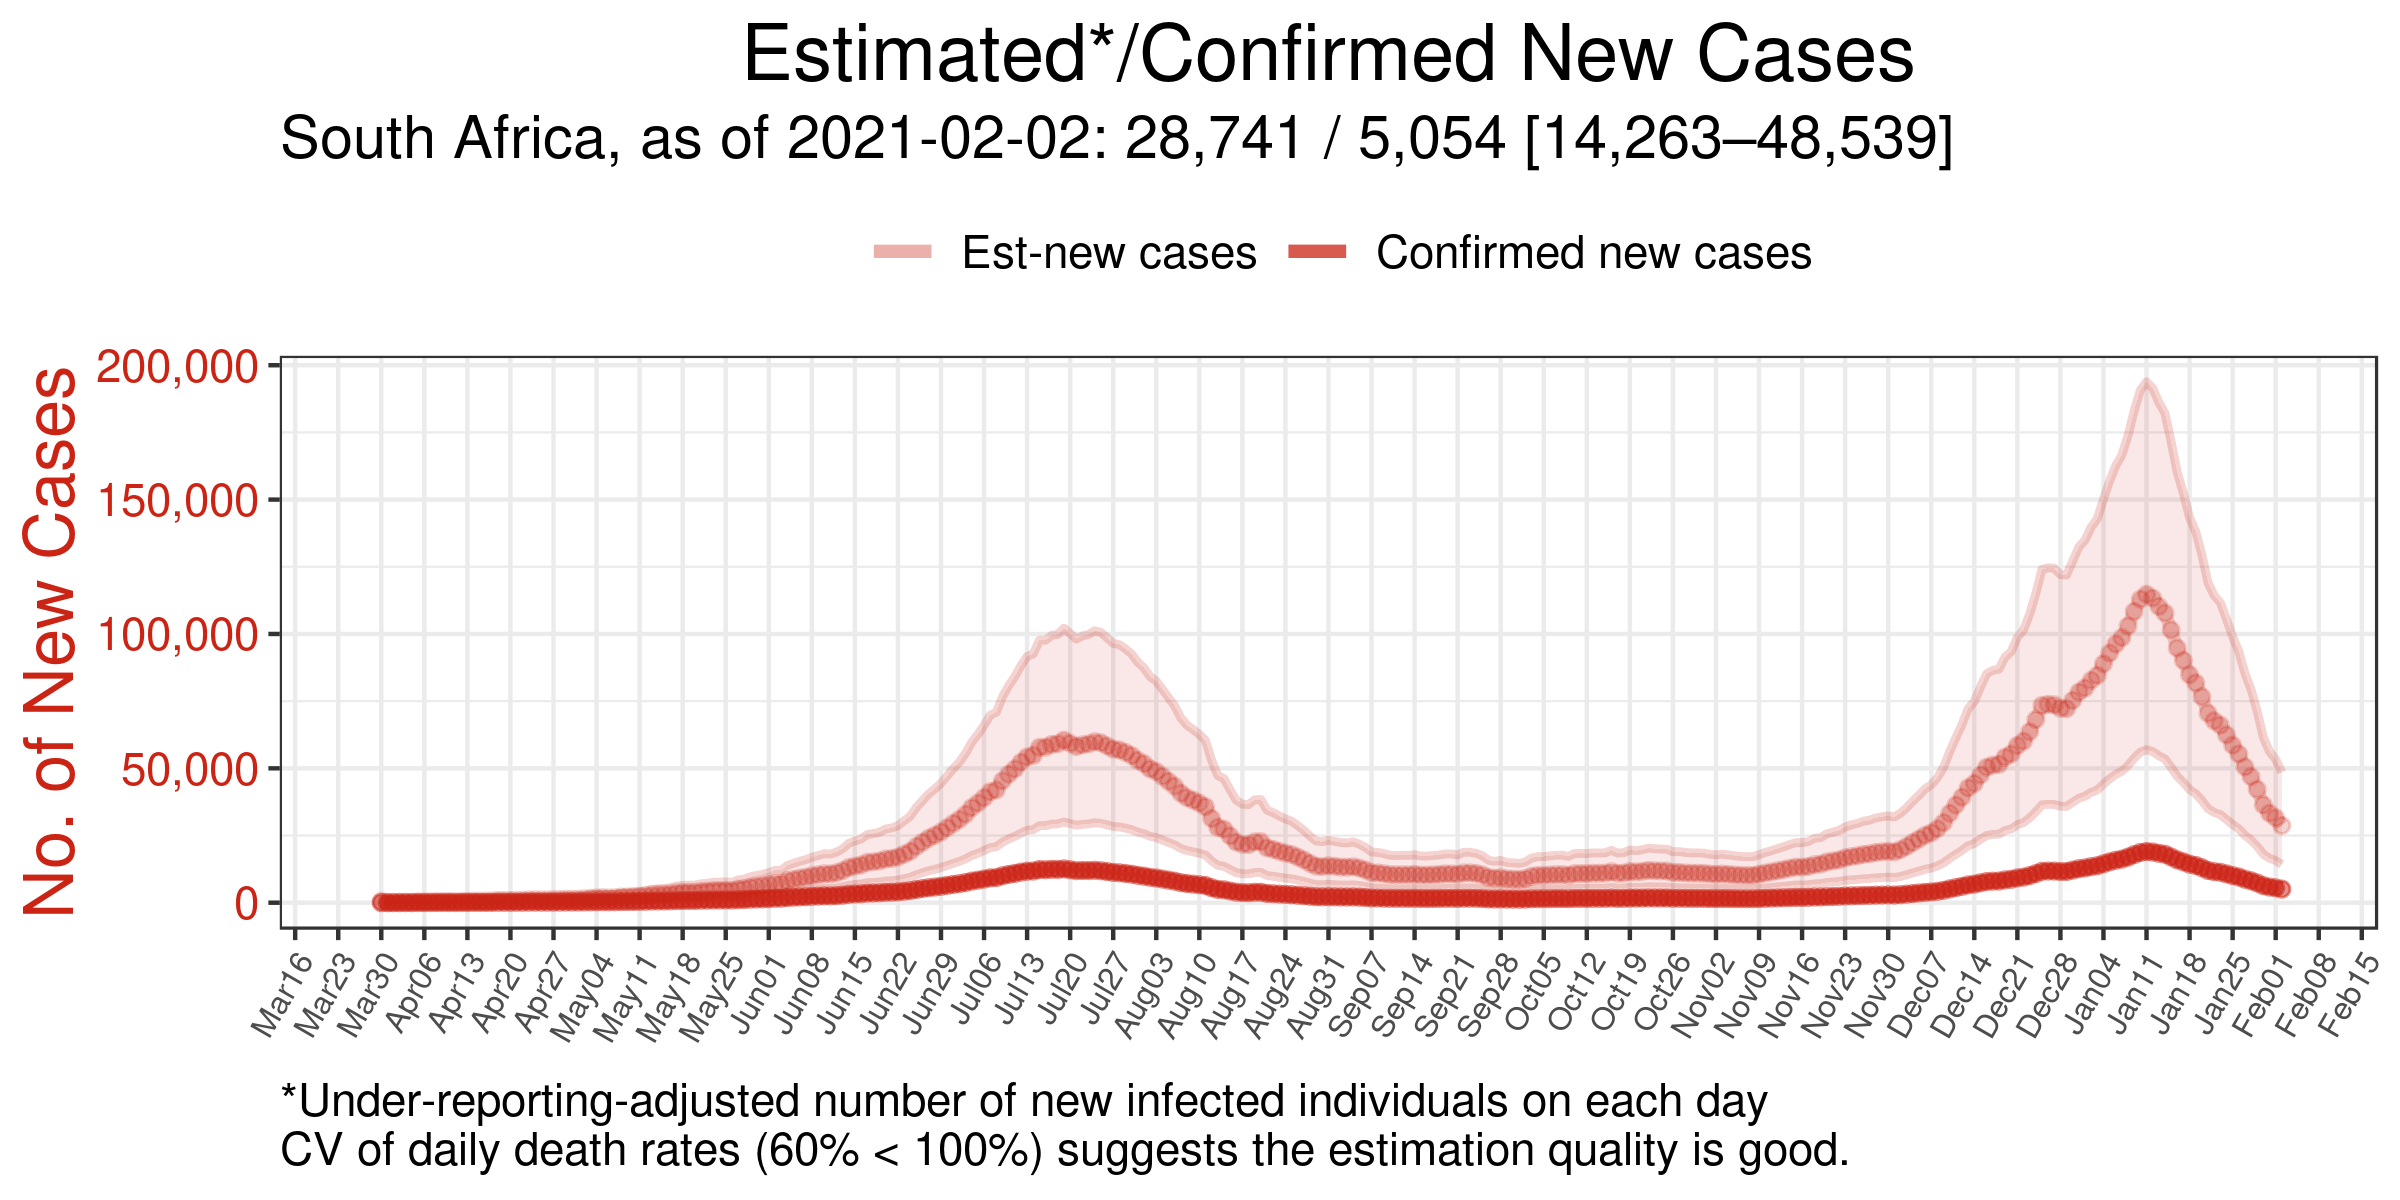 Estimated*/Confirmed New Cases
South Africa, as of 2021-02-02: 28,741 / 5,054 [14,263–48,539]
Est-new cases
Confirmed new cases
No. of New Cases
200,000
150,000
100,000
50,000
0
Mar16
Mar23
Mar30
Apr06
Apr13
Apr20
Apr27
May04
May11
May18
May25
Jun01
Jun08
Jun15
Jun22
Jun29
Jul06
Jul13
Jul20
Jul27
Aug03
Aug10
Aug17
Aug24
Aug31
Sep07
Sep14
Sep21
Sep28
Oct05
Oct12
Oct19
Oct26
Nov02
Nov09
Nov16
Nov23
Nov30
Dec07
Dec14
Dec21
Dec28
Jan04
Jan11
Jan18
Jan25
Feb01
Feb08
Feb15
*Under-reporting-adjusted number of new infected individuals on each day
CV of daily death rates (60% < 100%) suggests the estimation quality is good.